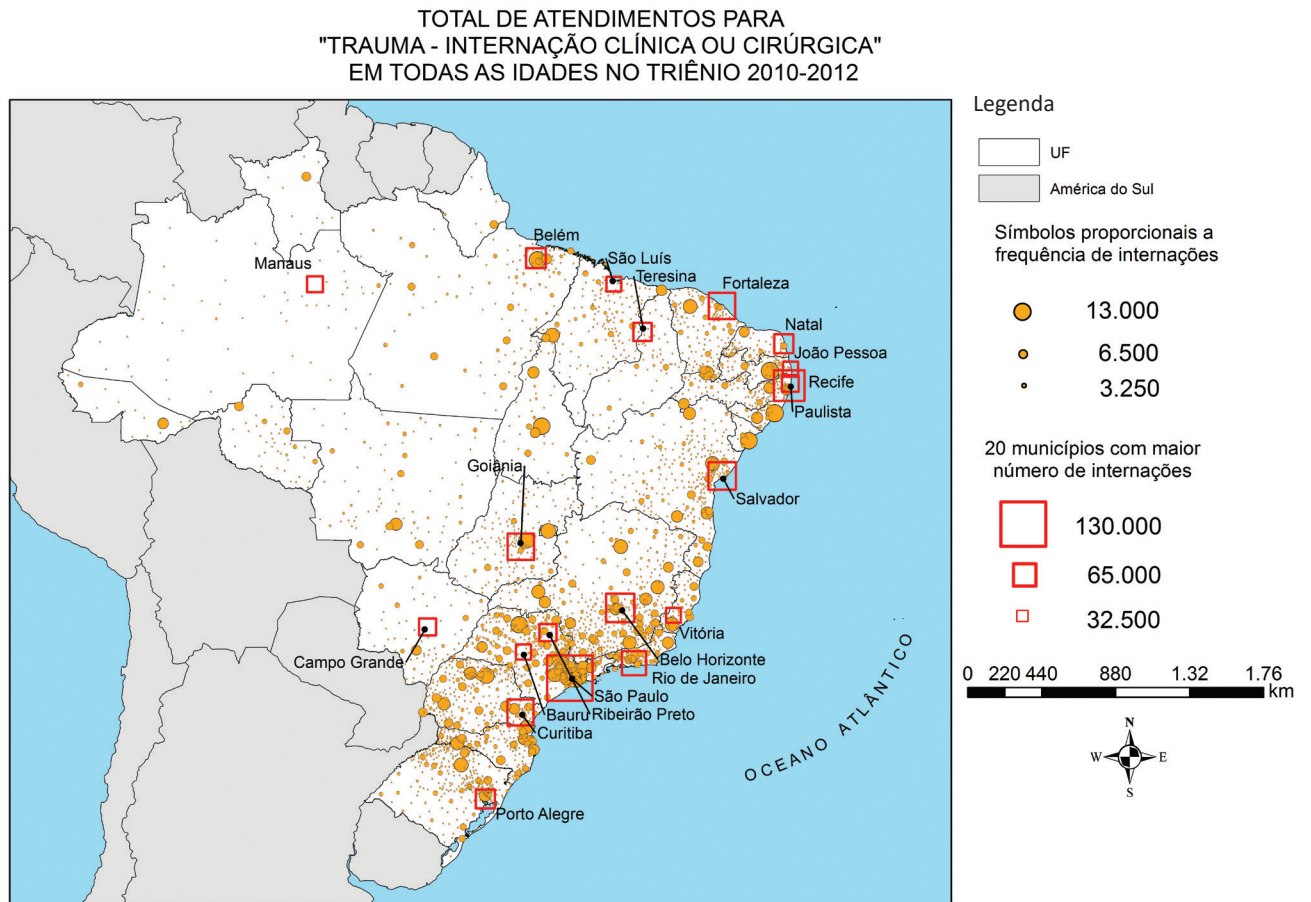 TOTAL DE ATENDIMENTOS PARA
"TRAUMA - INTERNAÇÃO CLÍNICA OU CIRÚRGICA"
EM TODAS AS IDADES NO TRIÊNIO 2010-2012
Legenda
UF
América do Sul
Símbolos proporcionais a
frequência de internações
13.000
6.500
3.250
20 municípios com maior
número de internações
130.000
65.000
32.500
0 220 440 880 1.32 1.76
km
N
W E
S
Belém
São Luís
Manaus
Teresina
Fortaleza
Natal
João Pessoa
Recife
Paulista
Goiânia
Salvador
Vitória
Campo Grande
Belo Horizonte
Rio de Janeiro
São Paulo
Bauru
Ribeirão Preto
Curitiba
Porto Alegre
OCEANO ATLÂNTICO